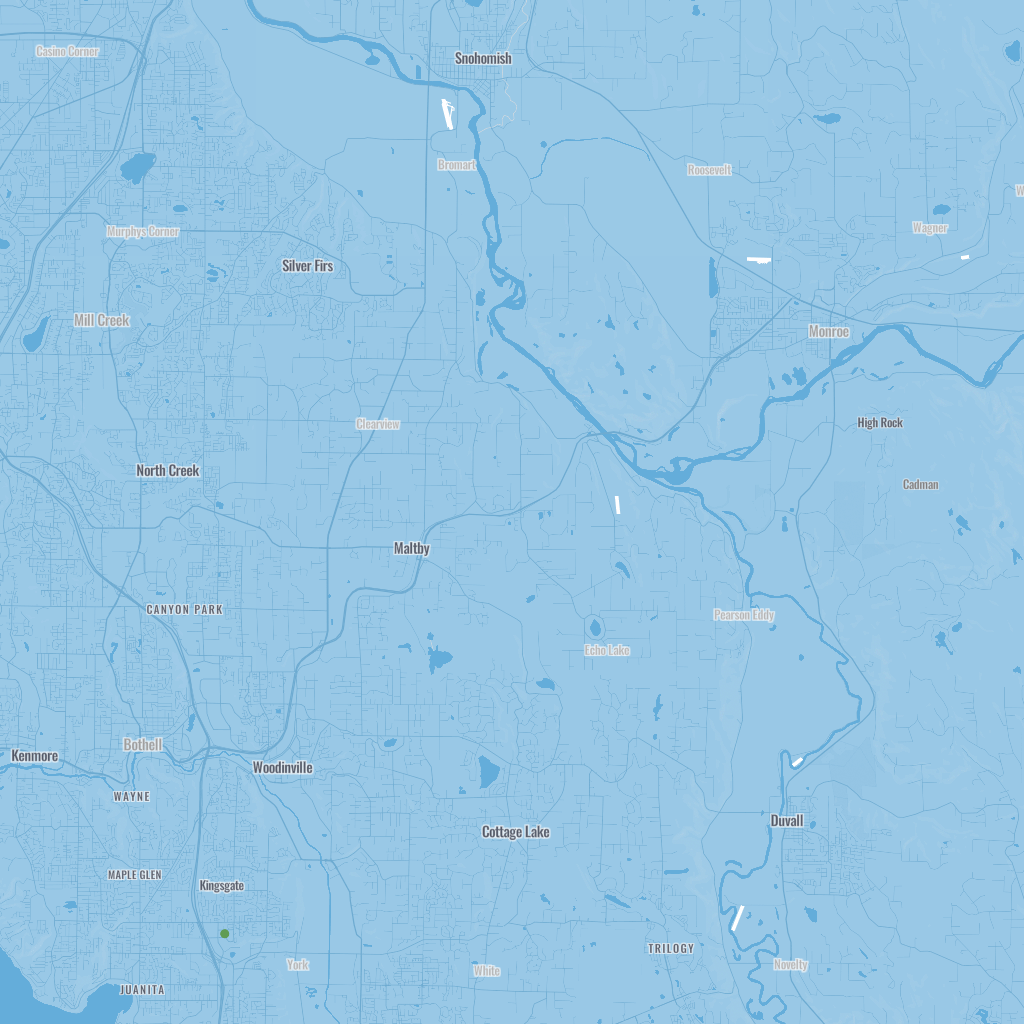 Casino Corner
Snohomish
Bromart
Roosevelt
W
Murphys Corner
Wagner
Silver Firs
Mill Creek
Monroe
Clearview
High Rock
North Creek
Cadman
Maltby
CANYON PARK
Pearson Eddy
Echo Lake
Bothell
Kenmore
Woodinville
WAYNE
Duvall
Cottage Lake
MAPLE GLEN
Kingsgate
TRILOGY
York
White
Novelty
JUANITA